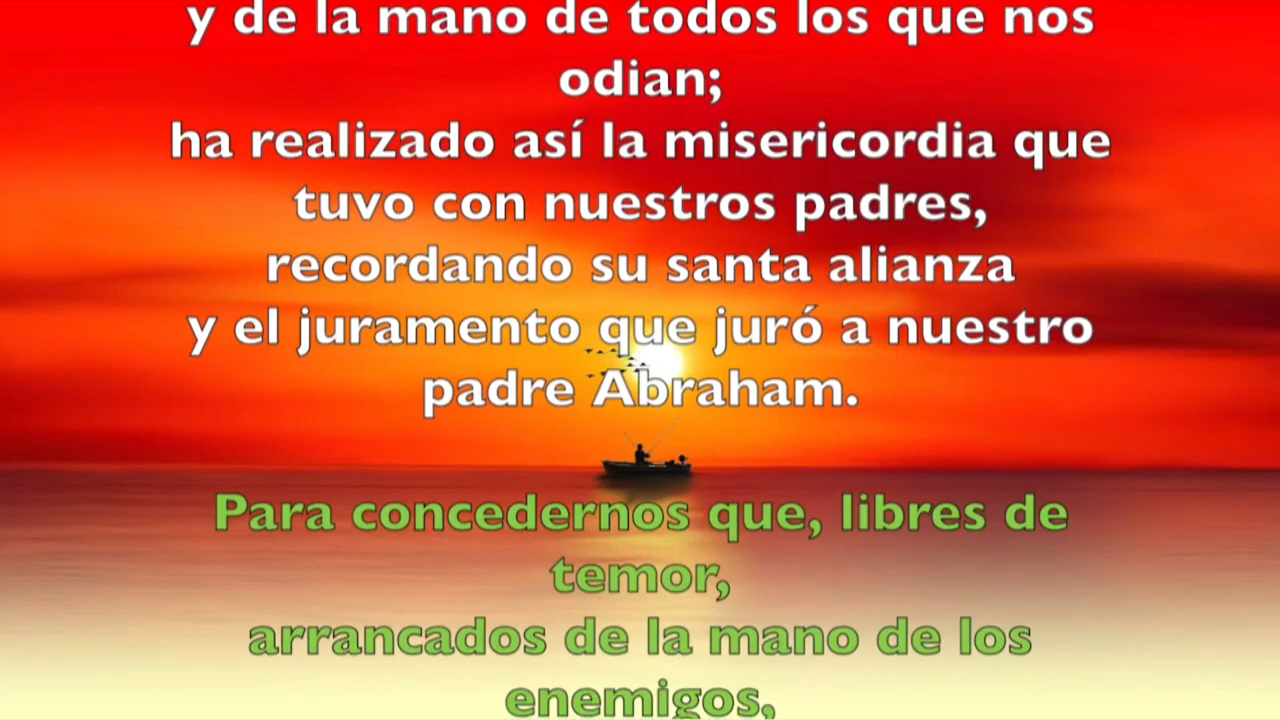 y de la mano de todos los que nos
odian;
ha realizado así la misericordia que
tuvo con nuestros padres,
recordando su santa alianza
y el juramento que juró a nuestro
padre Abraham.
Para concedernos que, libres de
temor,
arrancados de la mano de los
enemigos,